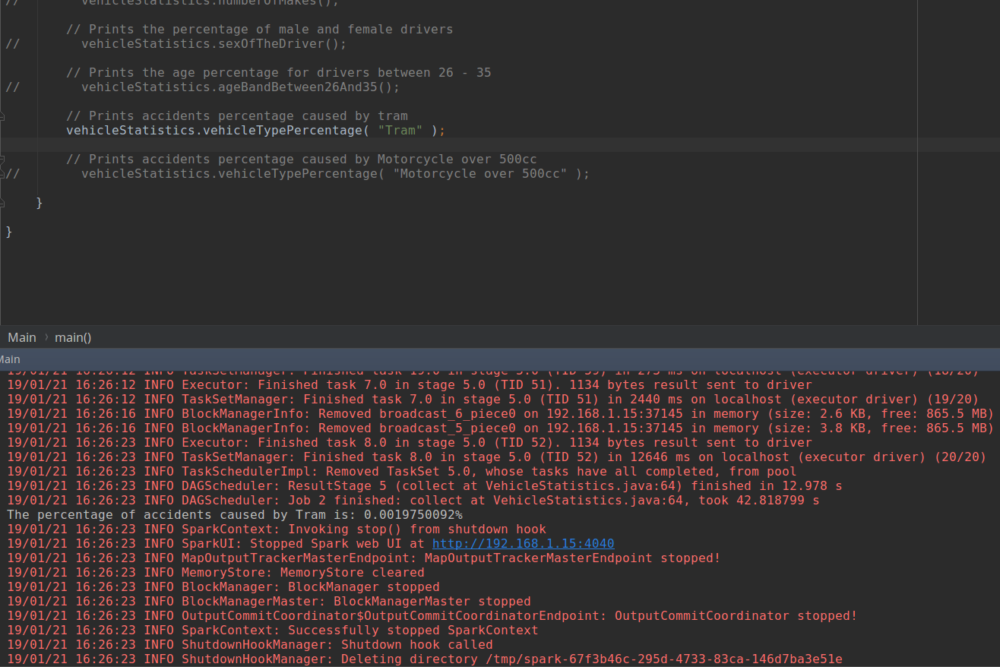 //        vehicleStatistics.numberOfMakes();
        // Prints the percentage of male and female drivers
//        vehicleStatistics.sexOfTheDriver();
        // Prints the age percentage for drivers between 26 - 35
//        vehicleStatistics.ageBandBetween26And35();
        // Prints accidents percentage caused by tram
        vehicleStatistics.vehicleTypePercentage( "Tram" );
        // Prints accidents percentage caused by Motorcycle over 500cc
//        vehicleStatistics.vehicleTypePercentage( "Motorcycle over 500cc" );
    }
}
Main › main()
Main
19/01/21 16:26:12 INFO TaskSetManager: Finished task 19.0 in stage 5.0 (TID 59) in 275 ms on localhost (executor driver) (18/20)
19/01/21 16:26:12 INFO Executor: Finished task 7.0 in stage 5.0 (TID 51). 1134 bytes result sent to driver
19/01/21 16:26:12 INFO TaskSetManager: Finished task 7.0 in stage 5.0 (TID 51) in 2440 ms on localhost (executor driver) (19/20)
19/01/21 16:26:16 INFO BlockManagerInfo: Removed broadcast_6_piece0 on 192.168.1.15:37145 in memory (size: 2.6 KB, free: 865.5 MB)
19/01/21 16:26:16 INFO BlockManagerInfo: Removed broadcast_5_piece0 on 192.168.1.15:37145 in memory (size: 3.8 KB, free: 865.5 MB)
19/01/21 16:26:23 INFO Executor: Finished task 8.0 in stage 5.0 (TID 52). 1134 bytes result sent to driver
19/01/21 16:26:23 INFO TaskSetManager: Finished task 8.0 in stage 5.0 (TID 52) in 12646 ms on localhost (executor driver) (20/20)
19/01/21 16:26:23 INFO TaskSchedulerImpl: Removed TaskSet 5.0, whose tasks have all completed, from pool
19/01/21 16:26:23 INFO DAGScheduler: ResultStage 5 (collect at VehicleStatistics.java:64) finished in 12.978 s
19/01/21 16:26:23 INFO DAGScheduler: Job 2 finished: collect at VehicleStatistics.java:64, took 42.818799 s
The percentage of accidents caused by Tram is: 0.0019750092%
19/01/21 16:26:23 INFO SparkContext: Invoking stop() from shutdown hook
19/01/21 16:26:23 INFO SparkUI: Stopped Spark web UI at http://192.168.1.15:4040
19/01/21 16:26:23 INFO MapOutputTrackerMasterEndpoint: MapOutputTrackerMasterEndpoint stopped!
19/01/21 16:26:23 INFO MemoryStore: MemoryStore cleared
19/01/21 16:26:23 INFO BlockManager: BlockManager stopped
19/01/21 16:26:23 INFO BlockManagerMaster: BlockManagerMaster stopped
19/01/21 16:26:23 INFO OutputCommitCoordinator$OutputCommitCoordinatorEndpoint: OutputCommitCoordinator stopped!
19/01/21 16:26:23 INFO SparkContext: Successfully stopped SparkContext
19/01/21 16:26:23 INFO ShutdownHookManager: Shutdown hook called
19/01/21 16:26:23 INFO ShutdownHookManager: Deleting directory /tmp/spark-67f3b46c-295d-4733-83ca-146d7ba3e51e